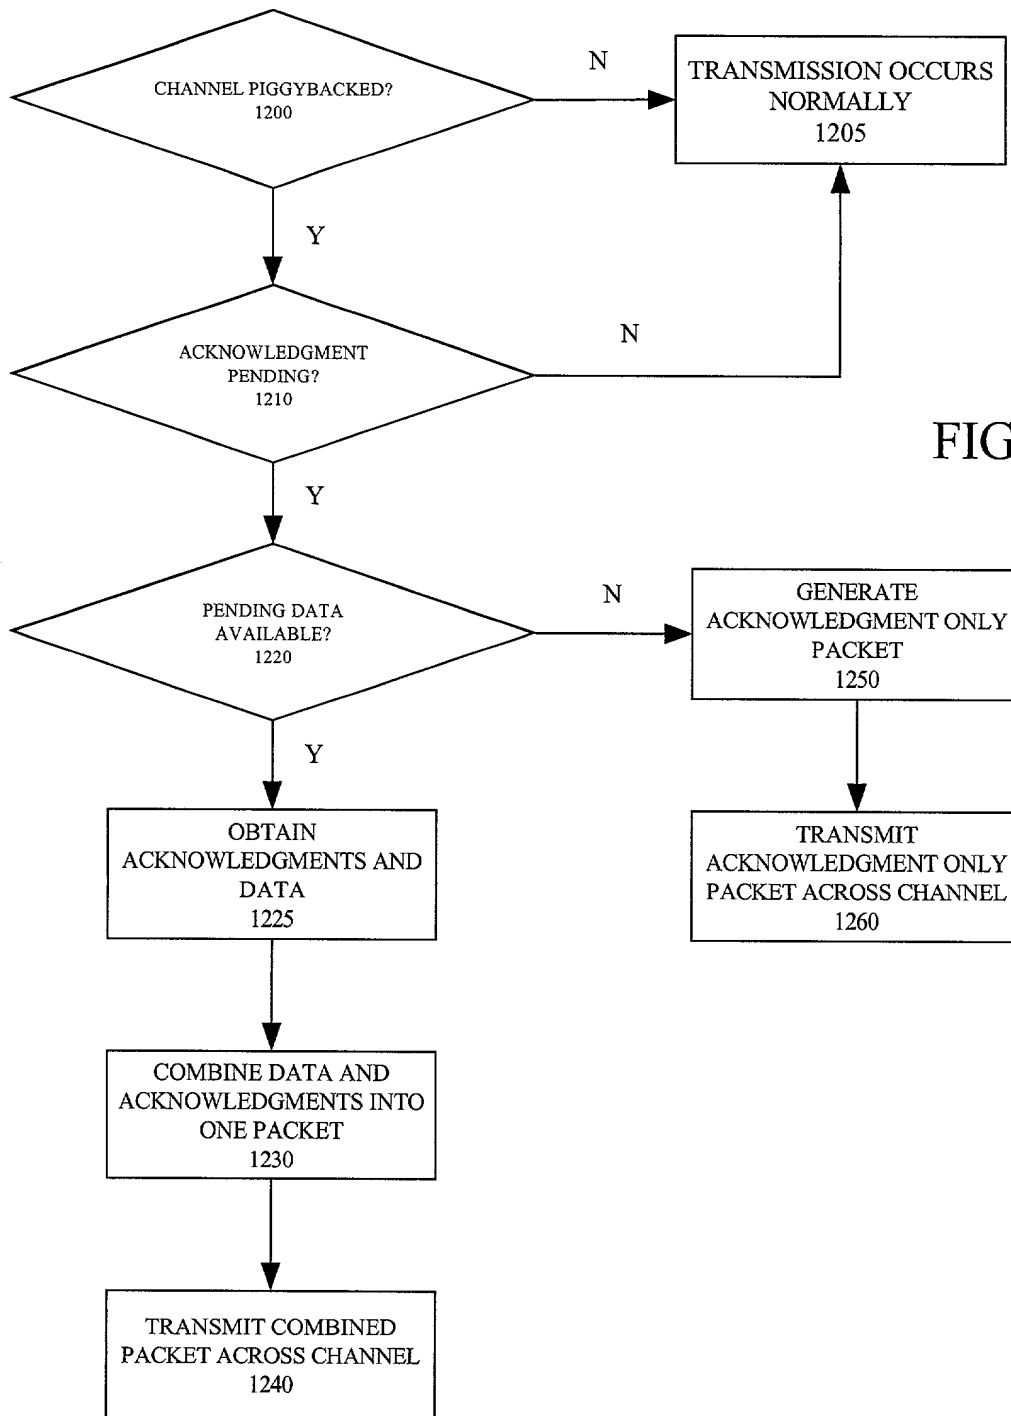 CHANNEL PIGGYBACKED?
1200
N
TRANSMISSION OCCURS
NORMALLY
1205
Y
ACKNOWLEDGMENT
PENDING?
1210
N
FIG
Y
PENDING DATA
AVAILABLE?
1220
N
GENERATE
ACKNOWLEDGMENT ONLY
PACKET
1250
Y
OBTAIN
ACKNOWLEDGMENTS AND
DATA
1225
TRANSMIT
ACKNOWLEDGMENT ONLY
PACKET ACROSS CHANNEL
1260
COMBINE DATA AND
ACKNOWLEDGMENTS INTO
ONE PACKET
1230
TRANSMIT COMBINED
PACKET ACROSS CHANNEL
1240